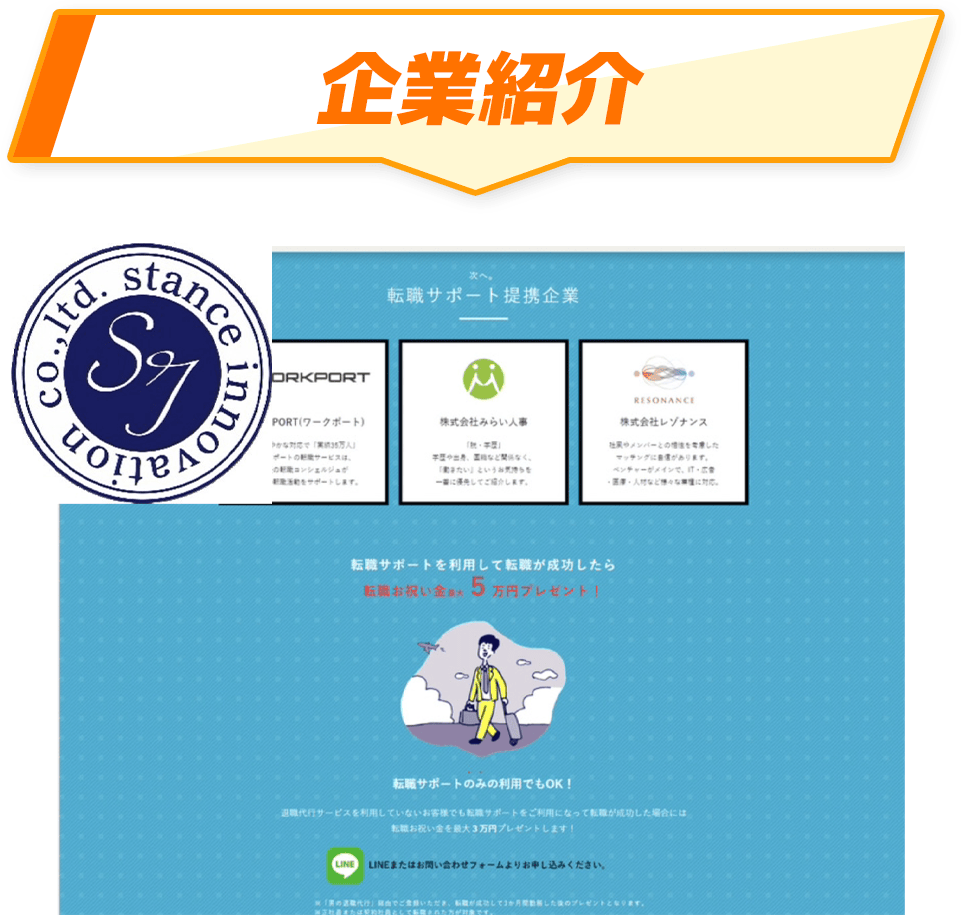 企業紹介
co.,ltd. stance innovation
SI
次へ。
転職サポート提携企業
ORKPORT
PORT(ワークポート)
やかな対応で「実績35万人」
ポートの転職サービスは、
の転職コンシェルジュが
転職活動をサポートします。
株式会社みらい人事
「脱・学歴」
学歴や出身、国籍など関係なく、
「働きたい」というお気持ちを
一番に優先してご紹介します。
RESONANCE
株式会社レゾナンス
社風やメンバーとの相性を考慮した
マッチングに自信があります。
ベンチャーがメインで、IT・広告
・医療・人材など様々な業種に対応。
転職サポートを利用して転職が成功したら
転職お祝い金最大 5 万円プレゼント！
転職サポートのみの利用でもOK！
退職代行サービスを利用していないお客様でも転職サポートをご利用になって転職が成功した場合には
転職お祝い金を最大3万円プレゼントします！
LINE
LINEまたはお問い合わせフォームよりお申し込みください。
※「男の退職代行」経由でご登録いただき、転職が成功して3か月間勤務した後のプレゼントとなります。